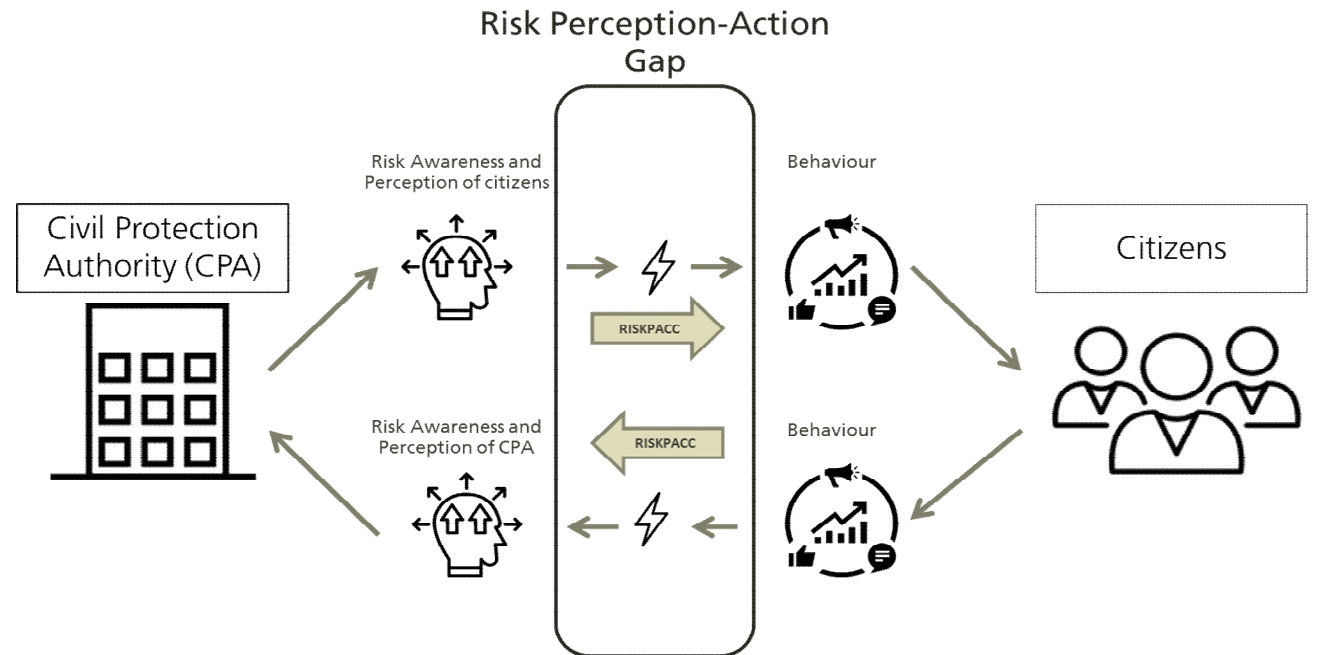 Risk Perception-Action
Gap
Risk Awareness and
Perception of citizens
Behaviour
Civil Protection
Authority (CPA)
Citizens
RISKPACC
Risk Awareness and
Perception of CPA
RISKPACC
Behaviour